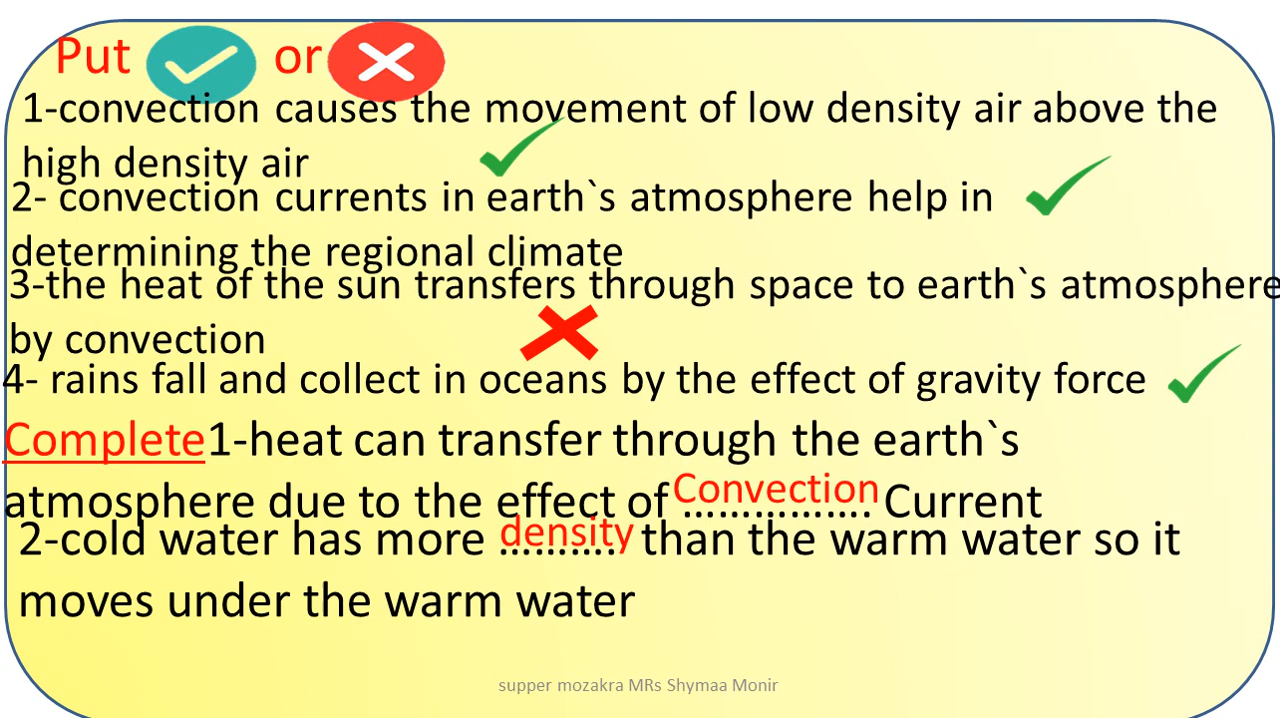 Put or
1-convection causes the movement of low density air above the
high density air
2- convection currents in earth`s atmosphere help in
determining the regional climate
3-the heat of the sun transfers through space to earth`s atmosphere
by convection
4- rains fall and collect in oceans by the effect of gravity force
Complete1-heat can transfer through the earth`s
atmosphere due to the effect of Convection................Current
2-cold water has more density.......... than the warm water so it
moves under the warm water
supper mozakra MRs Shymaa Monir